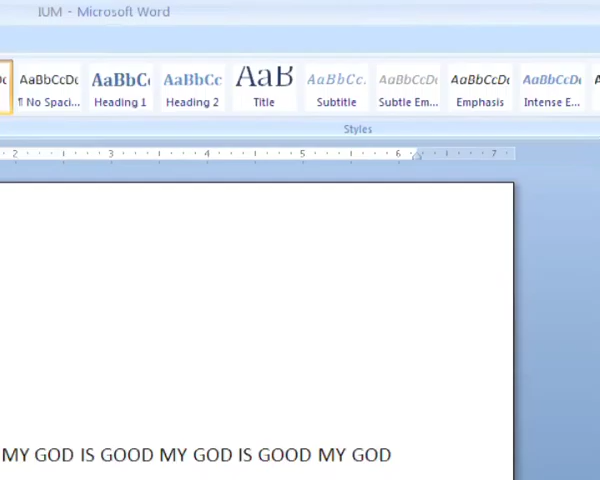 IUM - Microsoft Word
AaBbCcDc AaBbC AaBbCc AaB AaBbCc. AaBbCcDc AaBbCcDc AaBbCcDc
¶ No Spaci... Heading 1 Heading 2 Title Subtitle Subtle Em... Emphasis Intense E...
Styles
2 3 4 5 6 7
MY GOD IS GOOD MY GOD IS GOOD MY GOD